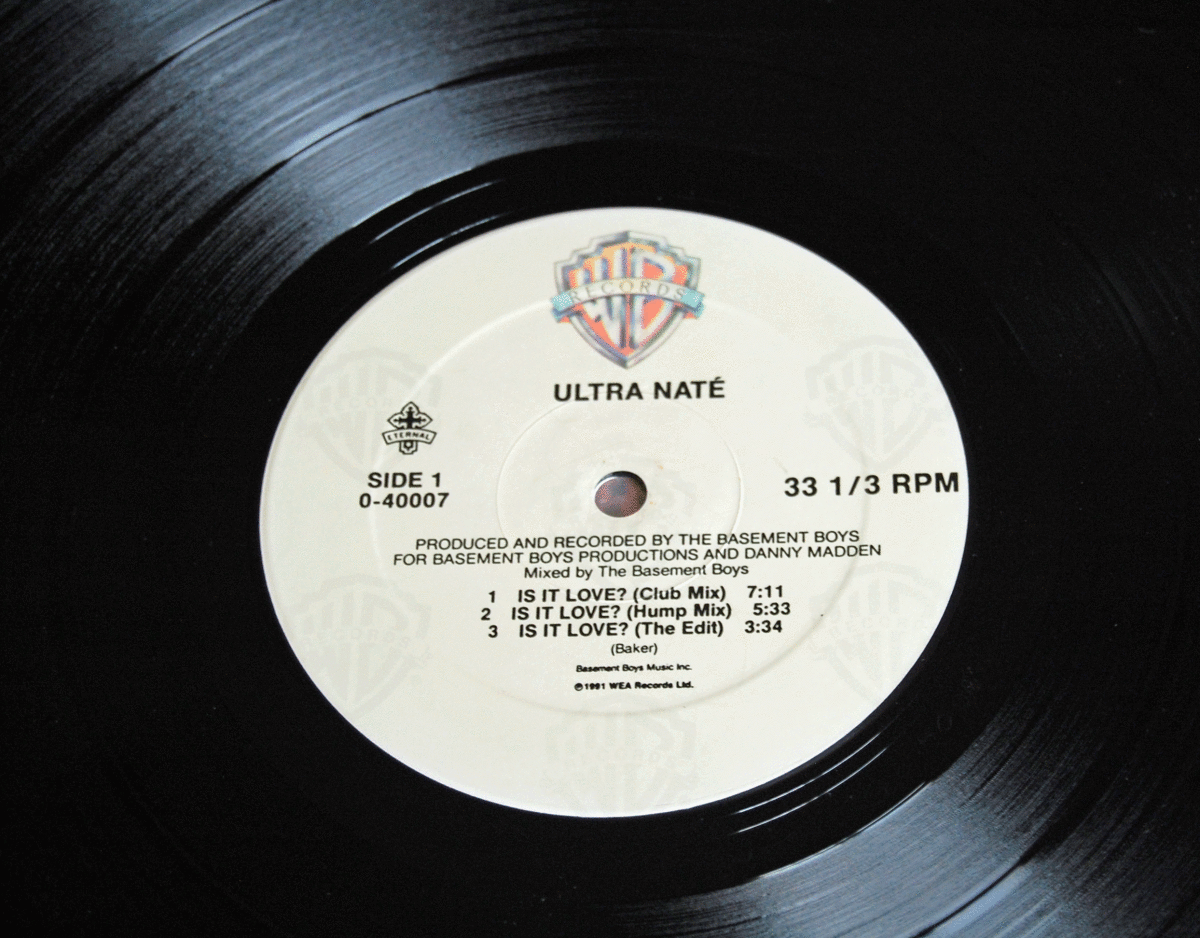 WB
RECORDS
ULTRA NATÉ
ETERNAL
SIDE 1
0-40007
33 1/3 RPM
PRODUCED AND RECORDED BY THE BASEMENT BOYS
FOR BASEMENT BOYS PRODUCTIONS AND DANNY MADDEN
Mixed by The Basement Boys
1 IS IT LOVE? (Club Mix) 7:11
2 IS IT LOVE? (Hump Mix) 5:33
3 IS IT LOVE? (The Edit) 3:34
(Baker)
Basement Boys Music Inc.
℗1991 WEA Records Ltd.